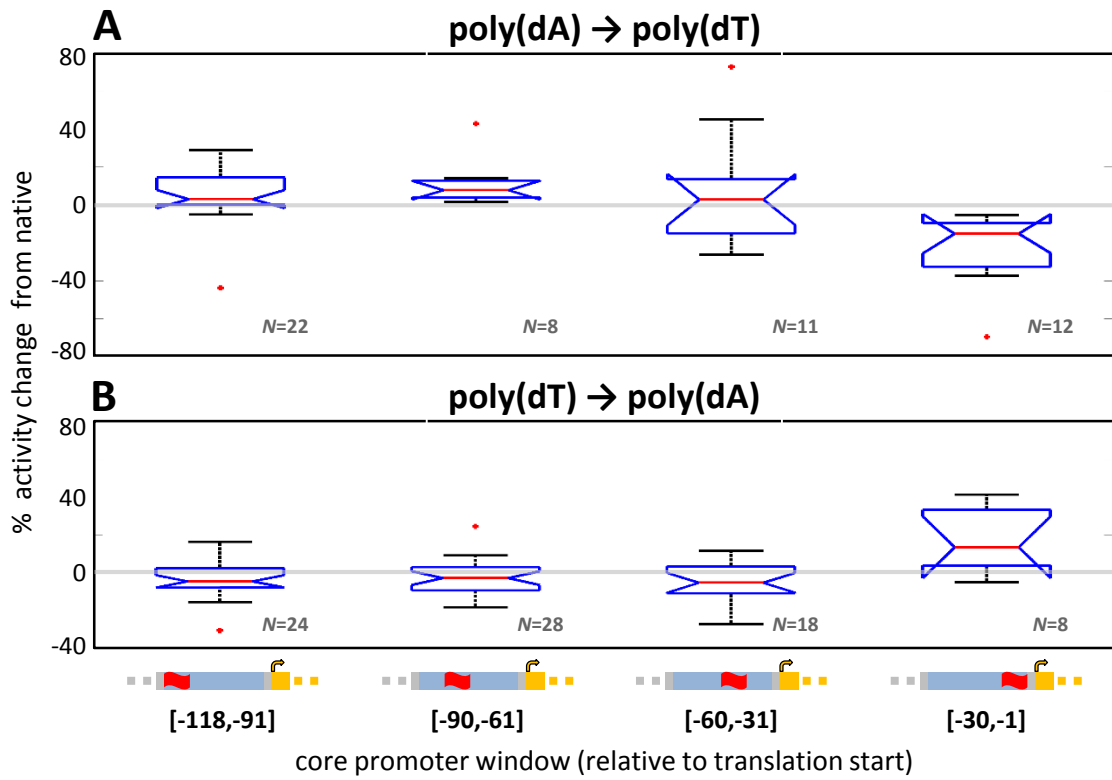 A
poly(dA) → poly(dT)
80
40
0
-40
-80
N=22
N=8
N=11
N=12
% activity change from native
B
poly(dT) → poly(dA)
80
40
0
-40
N=24
N=28
N=18
N=8
[-118,-91]
[-90,-61]
[-60,-31]
[-30,-1]
core promoter window (relative to translation start)